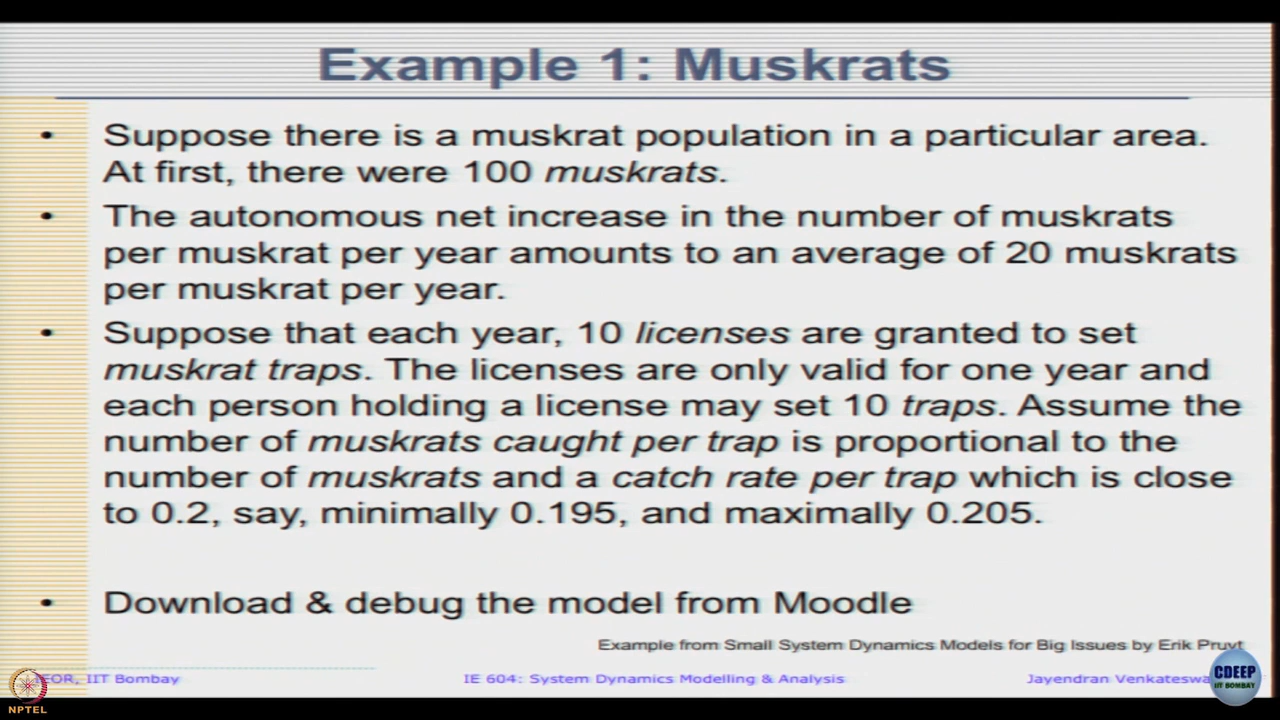 Example 1: Muskrats
• Suppose there is a muskrat population in a particular area.
At first, there were 100 muskrats.
• The autonomous net increase in the number of muskrats
per muskrat per year amounts to an average of 20 muskrats
per muskrat per year.
• Suppose that each year, 10 licenses are granted to set
muskrat traps. The licenses are only valid for one year and
each person holding a license may set 10 traps. Assume the
number of muskrats caught per trap is proportional to the
number of muskrats and a catch rate per trap which is close
to 0.2, say, minimally 0.195, and maximally 0.205.
• Download & debug the model from Moodle
Example from Small System Dynamics Models for Big Issues by Erik Pruyt
IEOR, IIT Bombay
IE 604: System Dynamics Modelling & Analysis
Jayendran
CDEEP
IIT BOMBAY
NPTEL